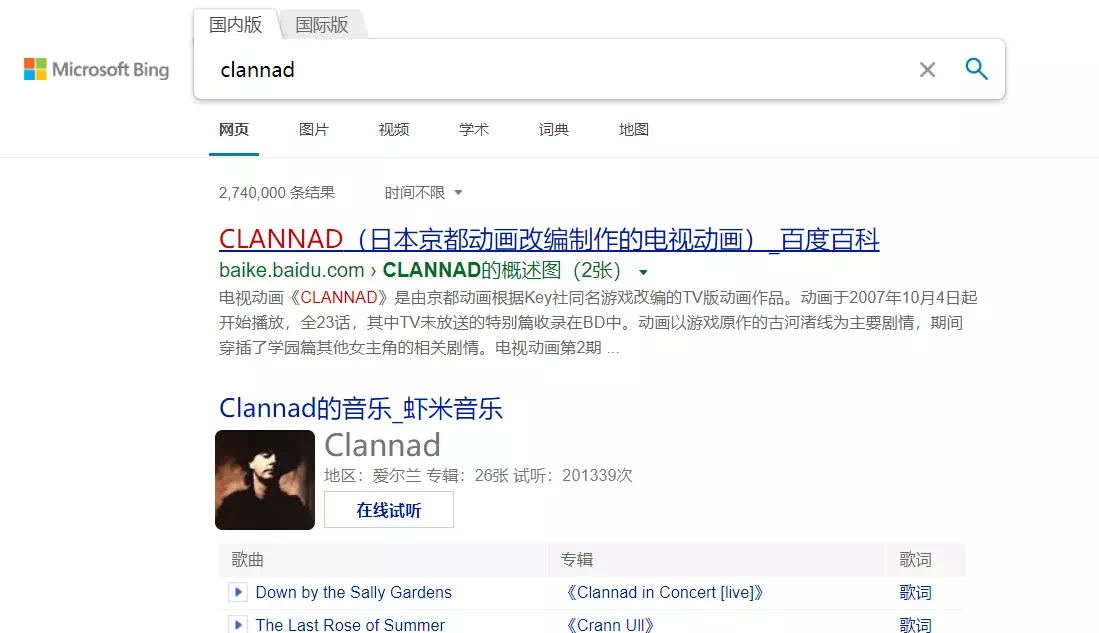 国内版 国际版
Microsoft Bing
clannad
网页 图片 视频 学术 词典 地图
2,740,000 条结果 时间不限
CLANNAD（日本京都动画改编制作的电视动画）_百度百科
baike.baidu.com › CLANNAD的概述图（2张）
电视动画《CLANNAD》是由京都动画根据Key社同名游戏改编的TV版动画作品。动画于2007年10月4日起
开始播放，全23话，其中TV未放送的特别篇收录在BD中。动画以游戏原作的古河渚线为主要剧情，期间
穿插了学园篇其他女主角的相关剧情。电视动画第2期 ...
Clannad的音乐_虾米音乐
Clannad
地区：爱尔兰 专辑：26张 试听：201339次
在线试听
歌曲 专辑 歌词
Down by the Sally Gardens 《Clannad in Concert [live]》 歌词
The Last Rose of Summer 《Crann Ull》 歌词